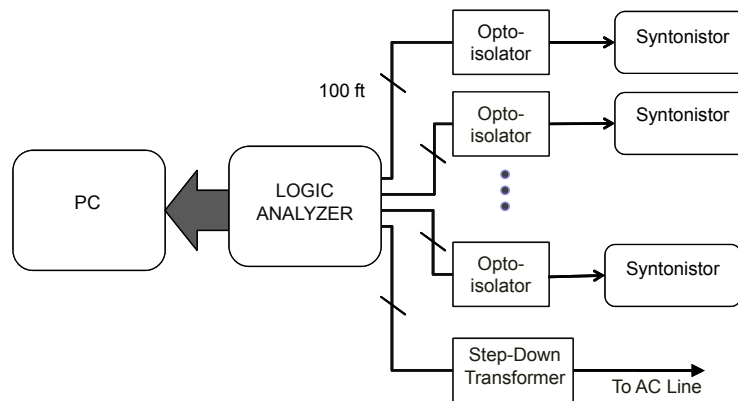 Opto-
isolator
Syntonistor
100 ft
Opto-
isolator
Syntonistor
PC
LOGIC
ANALYZER
Opto-
isolator
Syntonistor
Step-Down
Transformer
To AC Line